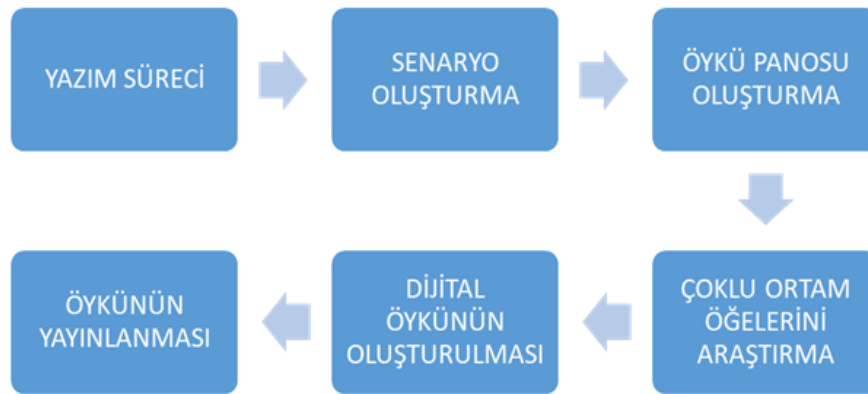 YAZIM SÜRECİ
SENARYO
OLUŞTURMA
ÖYKÜ PANOSU
OLUŞTURMA
ÇOKLU ORTAM
ÖĞELERİNİ
ARAŞTIRMA
DİJİTAL
ÖYKÜNÜN
OLUŞTURULMASI
ÖYKÜNÜN
YAYINLANMASI